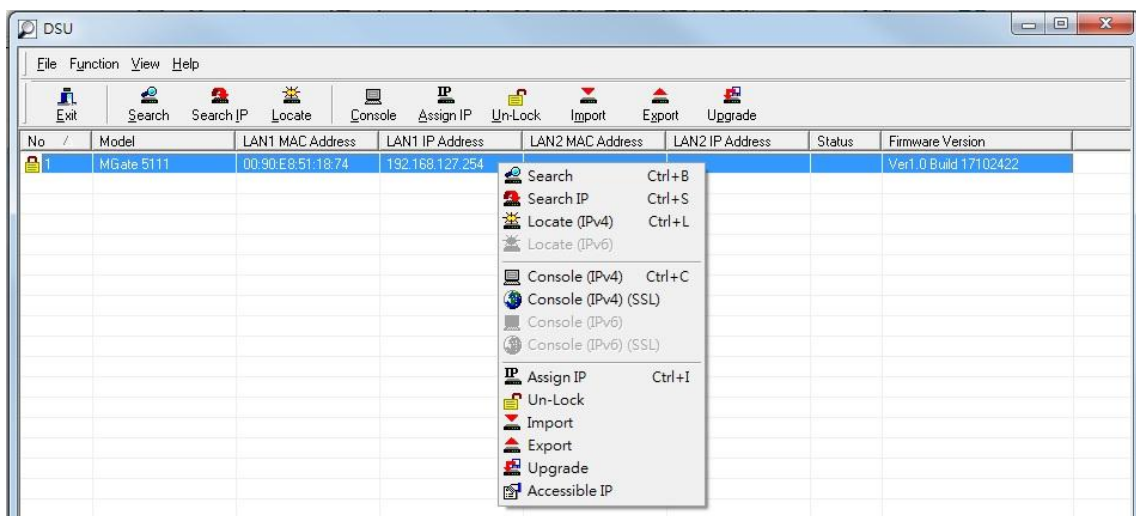 DSU
File Function View Help
Exit Search Search IP Locate Console Assign IP Un-Lock Import Export Upgrade
No / Model LAN1 MAC Address LAN1 IP Address LAN2 MAC Address LAN2 IP Address Status Firmware Version
1 MGate 5111 00:90:E8:51:18:74 192.168.127.254 Ver1.0 Build 17102422
Search Ctrl+B
Search IP Ctrl+S
Locate (IPv4) Ctrl+L
Locate (IPv6)
Console (IPv4) Ctrl+C
Console (IPv4) (SSL)
Console (IPv6)
Console (IPv6) (SSL)
IP Assign IP Ctrl+I
Un-Lock
Import
Export
Upgrade
Accessible IP